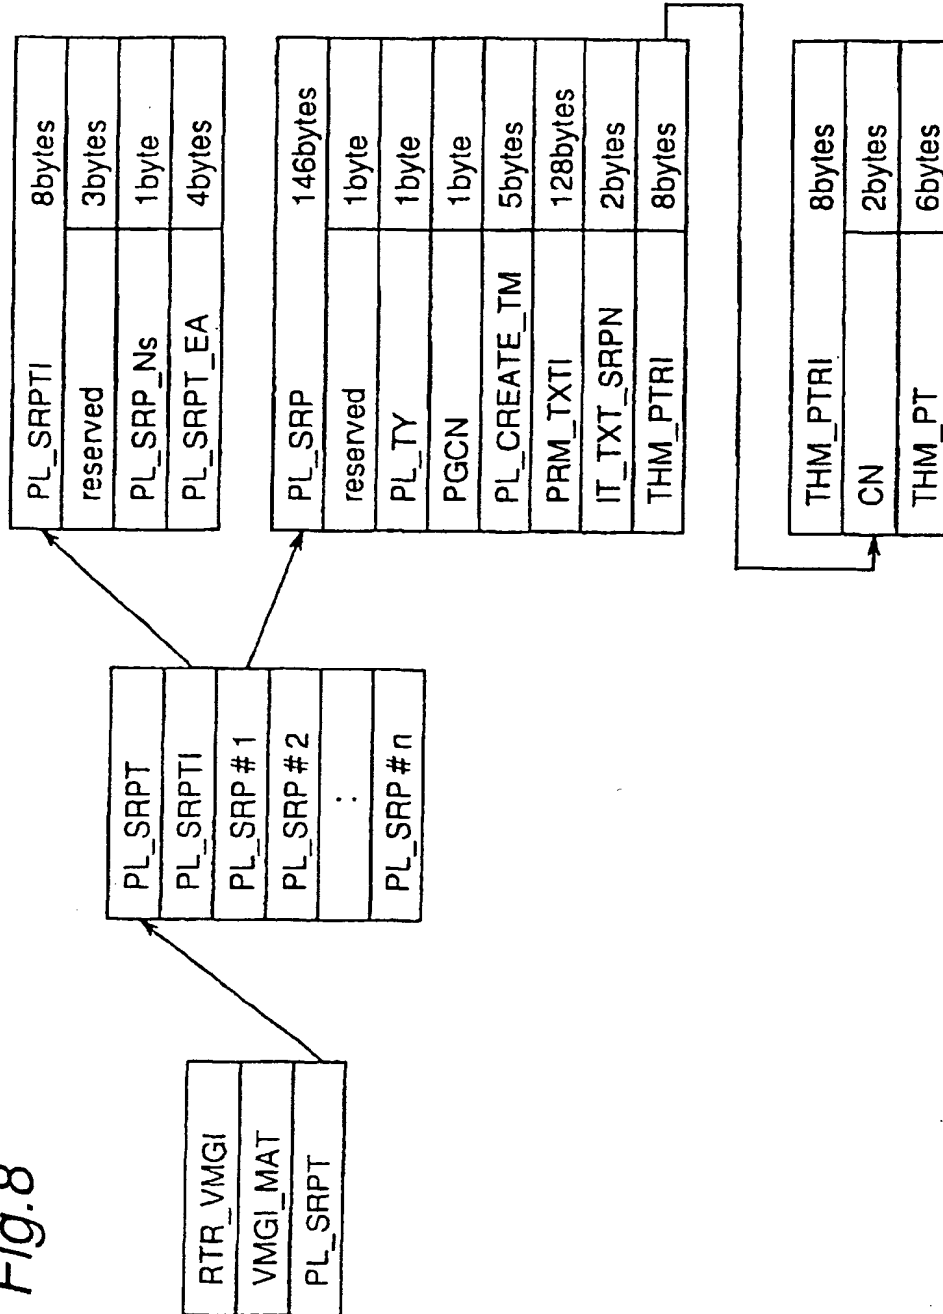 Fig.8
RTR_VMGI
VMGI_MAT
PL_SRPT
PL_SRPT
PL_SRPTI
PL_SRP#1
PL_SRP#2
:
PL_SRP#n
PL_SRPTI 8bytes
reserved 3bytes
PL_SRP_Ns 1byte
PL_SRPT_EA 4bytes
PL_SRP 146bytes
reserved 1byte
PL_TY 1byte
PGCN 1byte
PL_CREATE_TM 5bytes
PRM_TXTI 128bytes
IT_TXT_SRPN 2bytes
THM_PTRI 8bytes
THM_PTRI 8bytes
CN 2bytes
THM_PT 6bytes